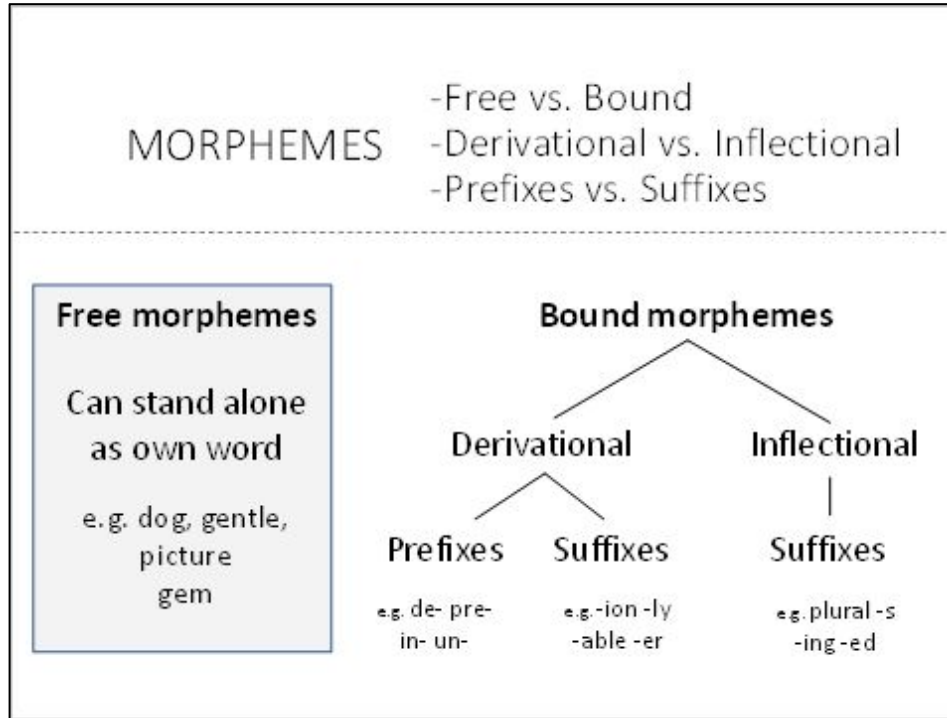 MORPHEMES
-Free vs. Bound
-Derivational vs. Inflectional
-Prefixes vs. Suffixes
Free morphemes
Can stand alone
as own word
e.g. dog, gentle,
picture
gem
Bound morphemes
Derivational
Inflectional
Prefixes
Suffixes
Suffixes
e.g. de- pre-
in- un-
e.g.-ion -ly
-able -er
e.g. plural -s
-ing -ed